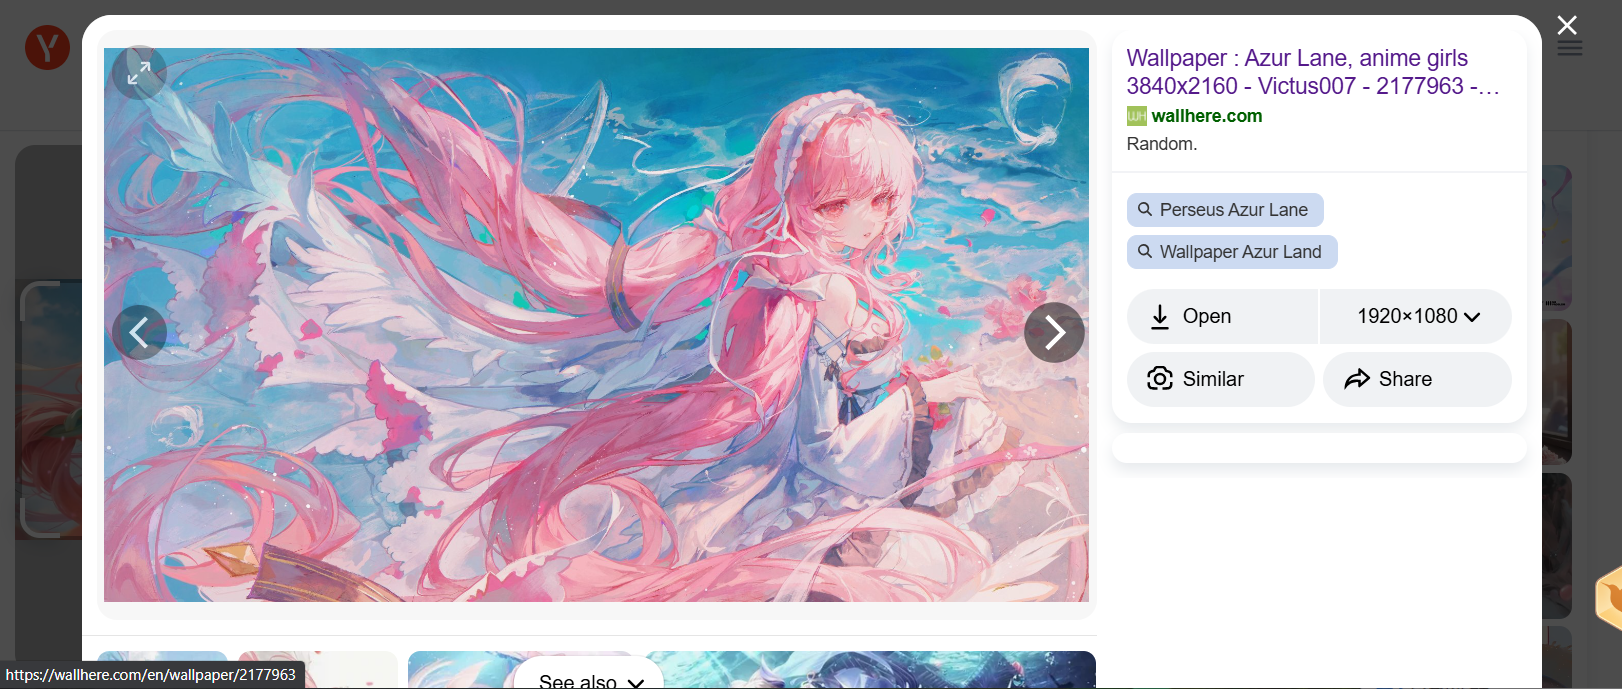 Y
Wallpaper : Azur Lane, anime girls
3840x2160 - Victus007 - 2177963 -...
WH wallhere.com
Random.
Perseus Azur Lane
Wallpaper Azur Land
Open
1920×1080
Similar
Share
See also
https://wallhere.com/en/wallpaper/2177963